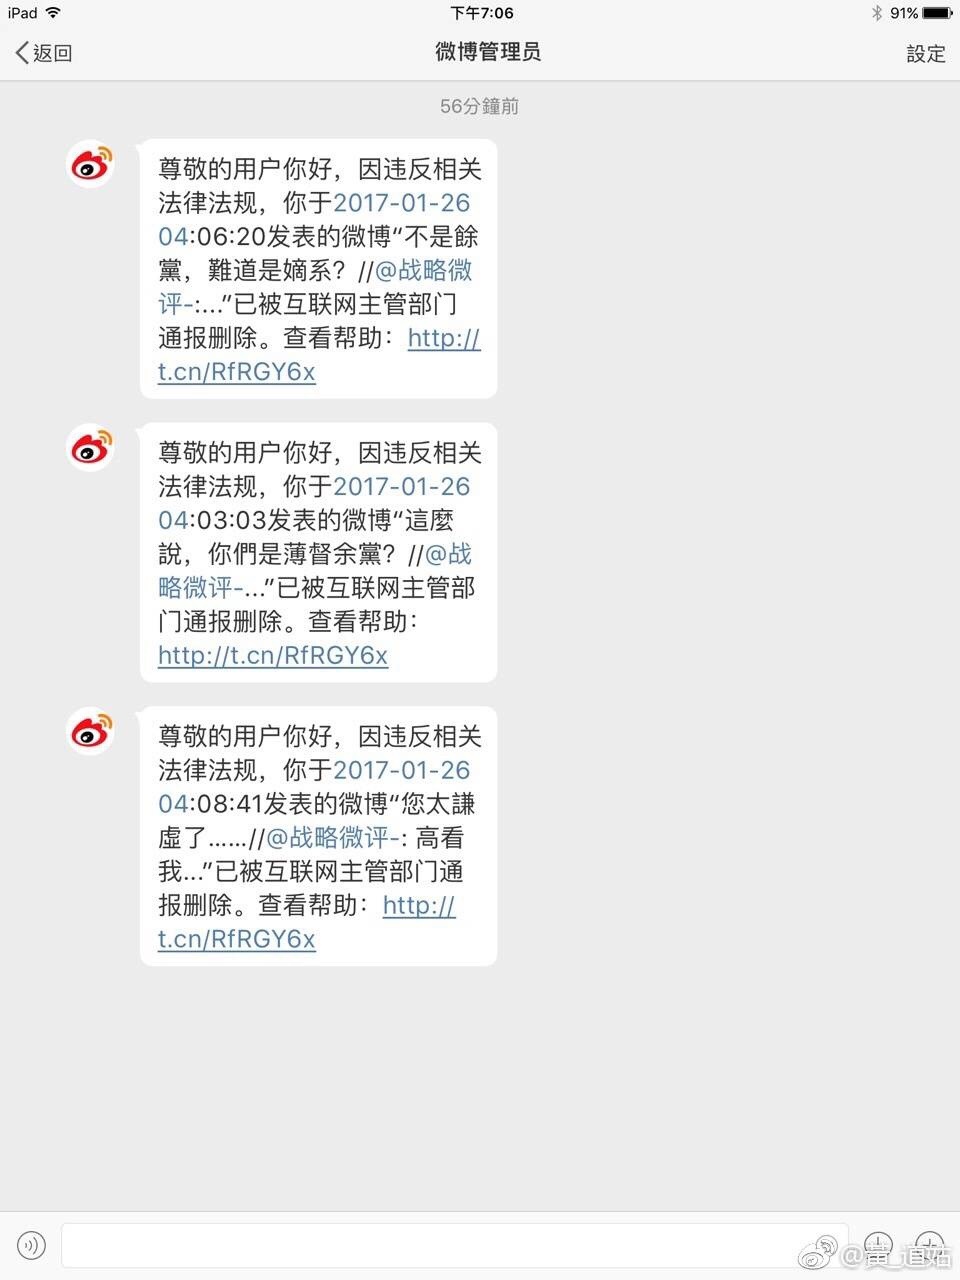 iPad 下午7:06 91%
返回 微博管理员 設定
56分鐘前
尊敬的用户你好，因违反相关
法律法规，你于2017-01-26
04:06:20发表的微博“不是餘
黨，難道是嫡系？//@战略微
评-:...”已被互联网主管部门
通报删除。查看帮助：http://
t.cn/RfRGY6x
尊敬的用户你好，因违反相关
法律法规，你于2017-01-26
04:03:03发表的微博“這麼
說，你們是薄督余黨？//@战
略微评-...”已被互联网主管部
门通报删除。查看帮助：
http://t.cn/RfRGY6x
尊敬的用户你好，因违反相关
法律法规，你于2017-01-26
04:08:41发表的微博“您太謙
虛了……//@战略微评-: 高看
我...”已被互联网主管部门通
报删除。查看帮助：http://
t.cn/RfRGY6x
@黄_道姑